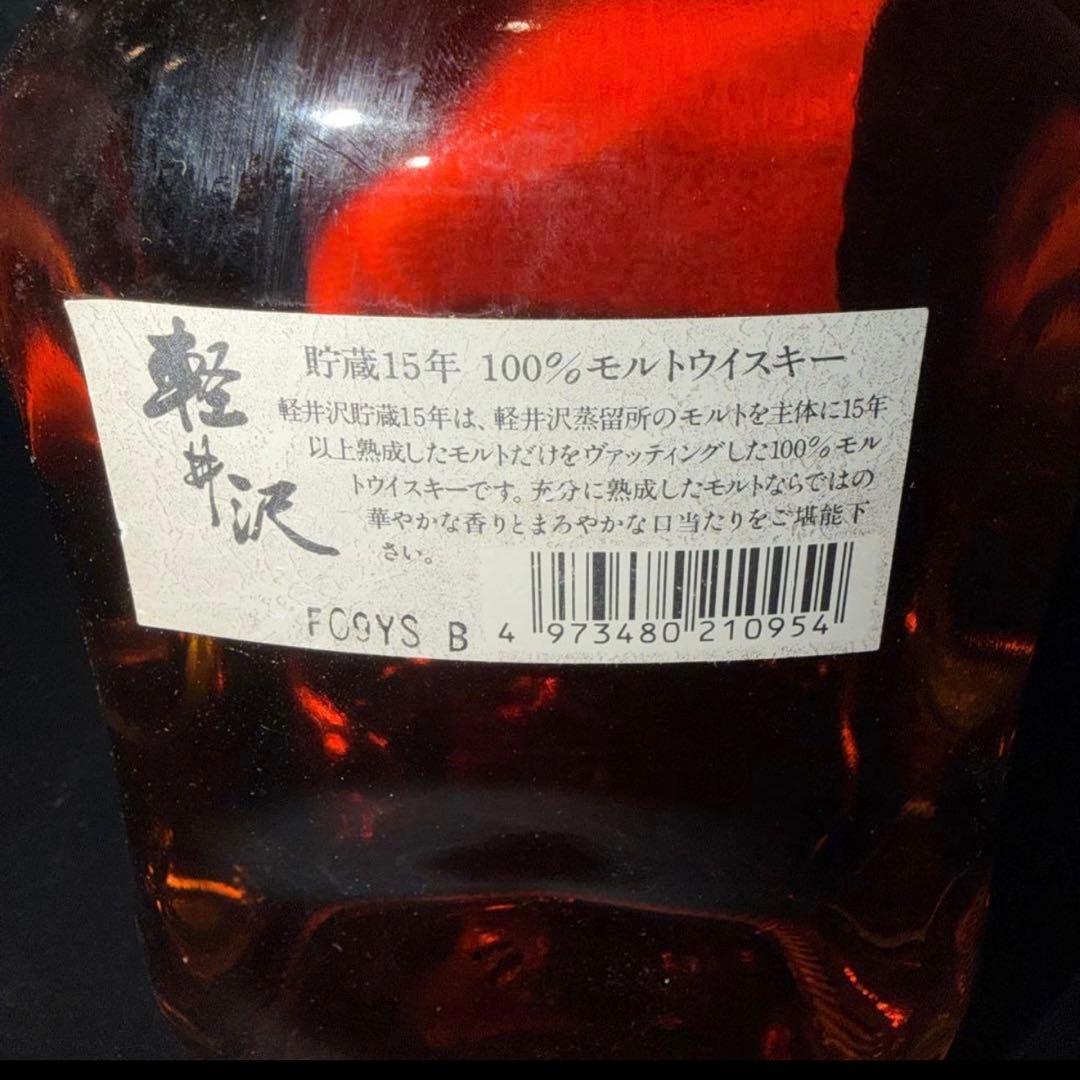 軽井沢
貯蔵15年 100%モルトウイスキー
軽井沢貯蔵15年は、軽井沢蒸留所のモルトを主体に15年
以上熟成したモルトだけをヴァッティングした100%モル
トウイスキーです。充分に熟成したモルトならではの
華やかな香りとまろやかな口当たりをご堪能下
さい。
F09YS B
4 973480 210954